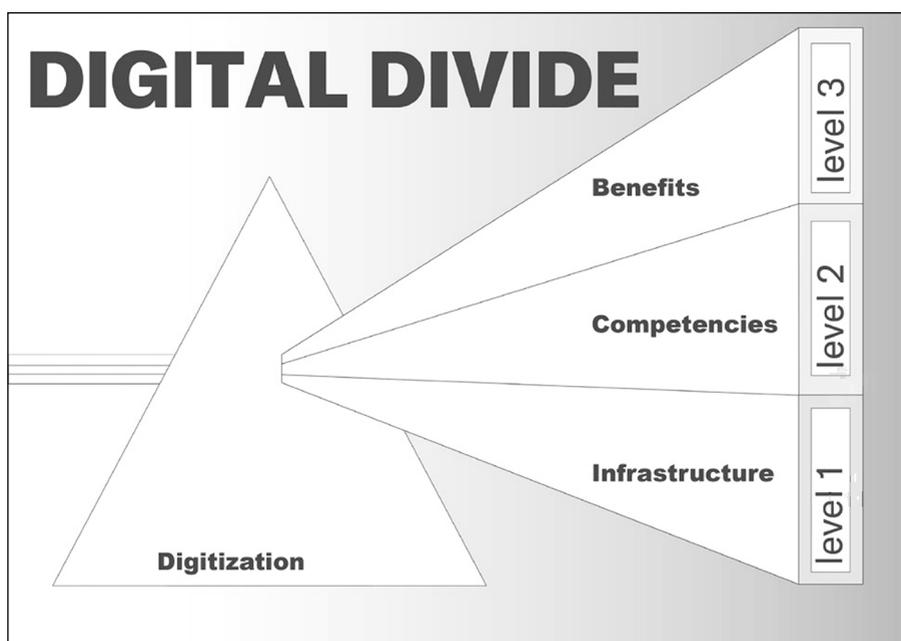 DIGITAL DIVIDE
Benefits
level 3
Competencies
level 2
Infrastructure
level 1
Digitization